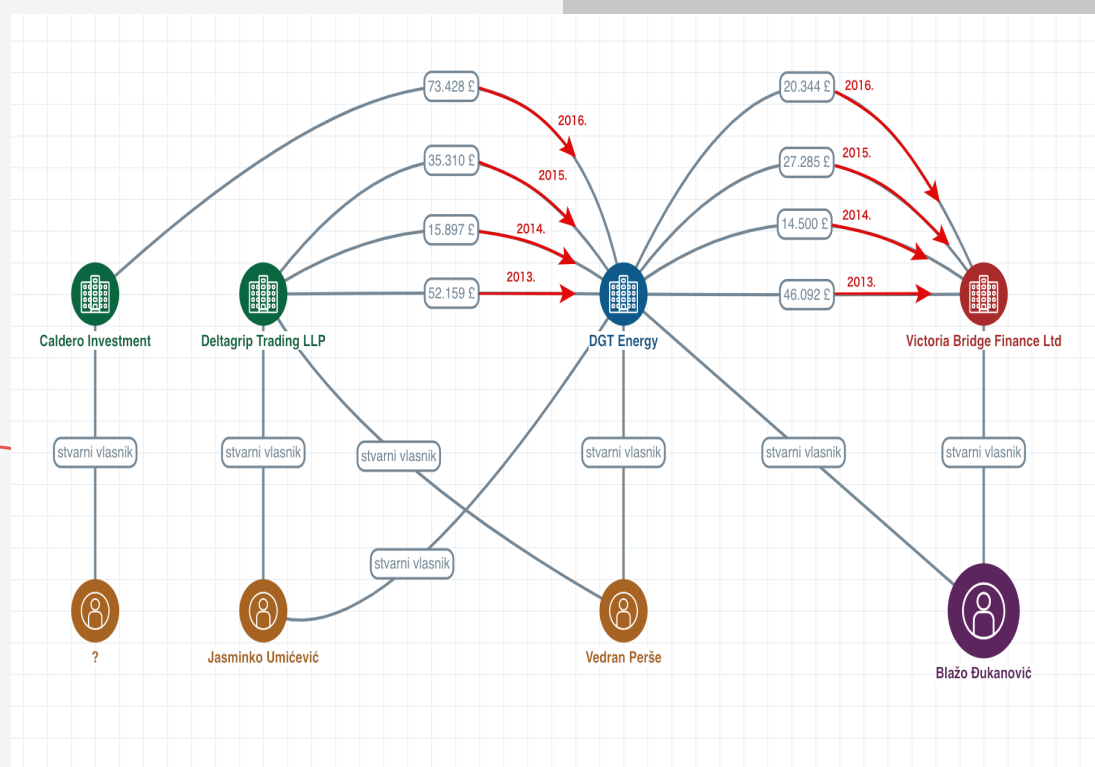 73.428 £
20.344 £
2016.
2016.
35.310 £
27.285 £
2015.
2015.
15.897 £
14.500 £
2014.
2014.
52.159 £
46.092 £
2013.
2013.
Caldero Investment
Deltagrip Trading LLP
DGT Energy
Victoria Bridge Finance Ltd
stvarni vlasnik
stvarni vlasnik
stvarni vlasnik
stvarni vlasnik
stvarni vlasnik
stvarni vlasnik
stvarni vlasnik
?
Jasminko Umićević
Vedran Perše
Blažo Đukanović